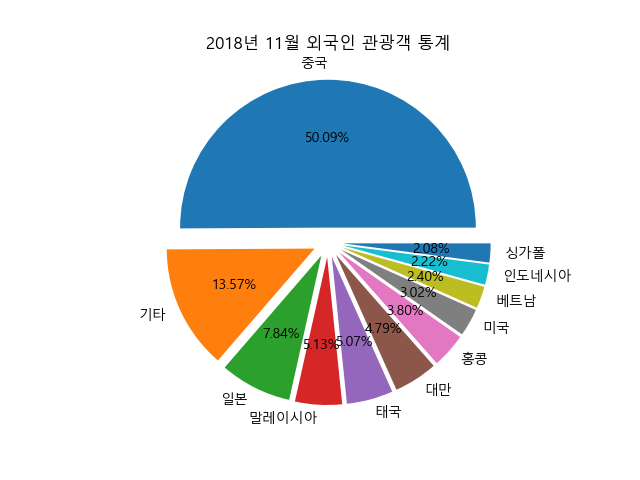 2018년 11월 외국인 관광객 통계
중국
50.09%
2.08%
싱가폴
2.22%
인도네시아
2.40%
베트남
3.02%
미국
3.80%
홍콩
4.79%
대만
5.07%
태국
5.13%
말레이시아
7.84%
일본
13.57%
기타